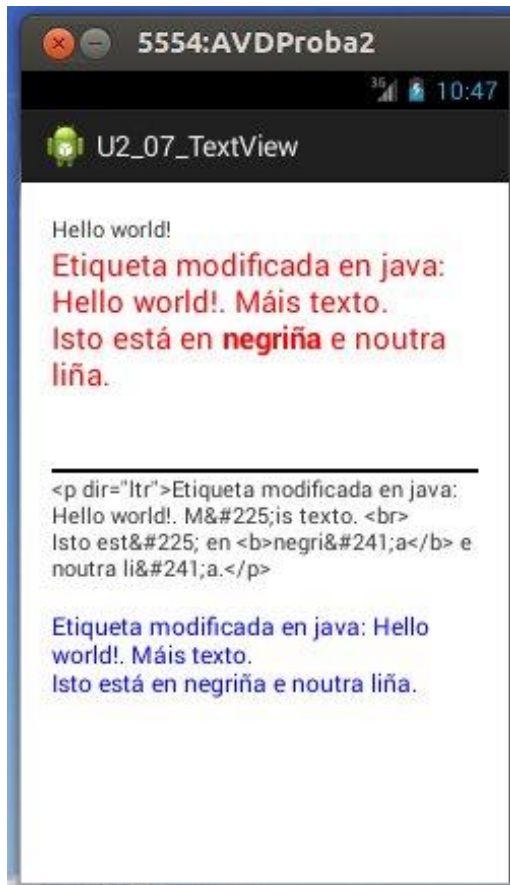 5554:AVDProba2
3G 10:47
U2_07_TextView
Hello world!
Etiqueta modificada en java:
Hello world!. Máis texto.
Isto está en negriña e noutra
liña.
<p dir="ltr">Etiqueta modificada en java:
Hello world!. M&#225;is texto. <br>
Isto est&#225; en <b>negri&#241;a</b> e
noutra li&#241;a.</p>
Etiqueta modificada en java: Hello
world!. Máis texto.
Isto está en negriña e noutra liña.